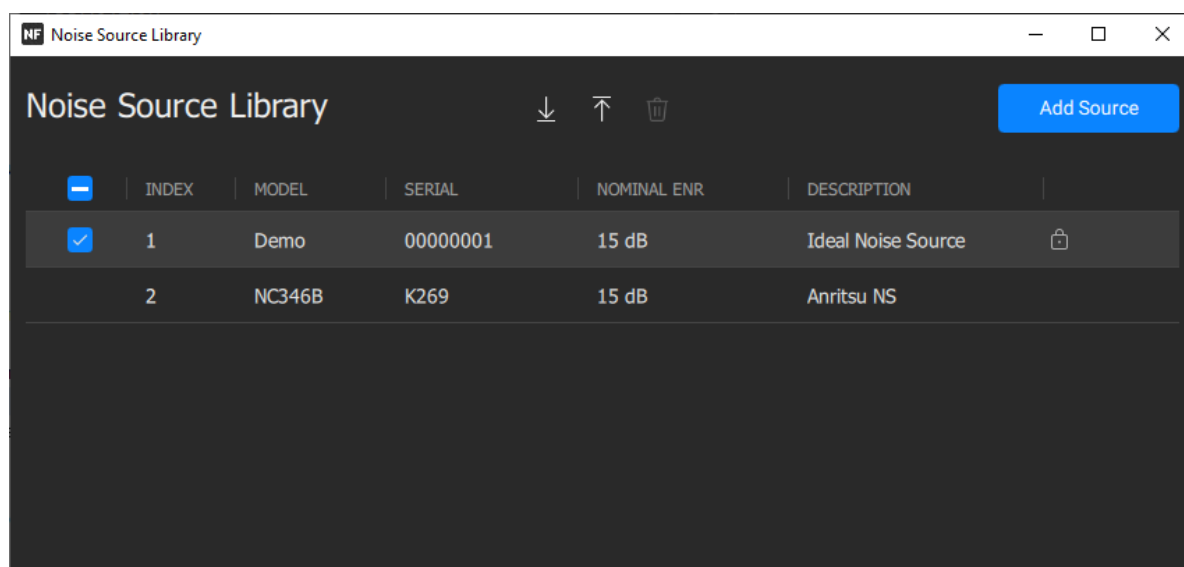 NF Noise Source Library
Noise Source Library
Add Source
INDEX MODEL SERIAL NOMINAL ENR DESCRIPTION
1 Demo 00000001 15 dB Ideal Noise Source
2 NC346B K269 15 dB Anritsu NS